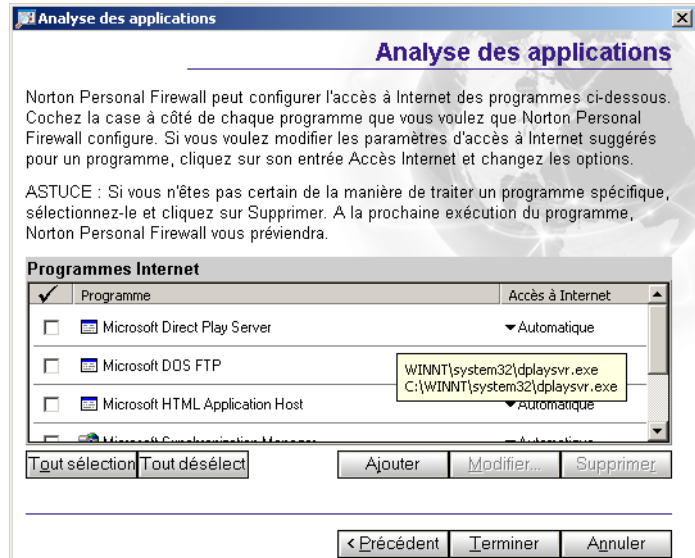 Analyse des applications
Analyse des applications
Norton Personal Firewall peut configurer l'accès à Internet des programmes ci-dessous.
Cochez la case à côté de chaque programme que vous voulez que Norton Personal
Firewall configure. Si vous voulez modifier les paramètres d'accès à Internet suggérés
pour un programme, cliquez sur son entrée Accès Internet et changez les options.
ASTUCE : Si vous n'êtes pas certain de la manière de traiter un programme spécifique,
sélectionnez-le et cliquez sur Supprimer. A la prochaine exécution du programme,
Norton Personal Firewall vous préviendra.
Programmes Internet
Programme Accès à Internet
Microsoft Direct Play Server Automatique
Microsoft DOS FTP
WINNT\system32\dplaysvr.exe
C:\WINNT\system32\dplaysvr.exe
Microsoft HTML Application Host Automatique
Microsoft Synchronization Manager Automatique
Tout sélection Tout désélect Ajouter Modifier... Supprimer
< Précédent Terminer Annuler